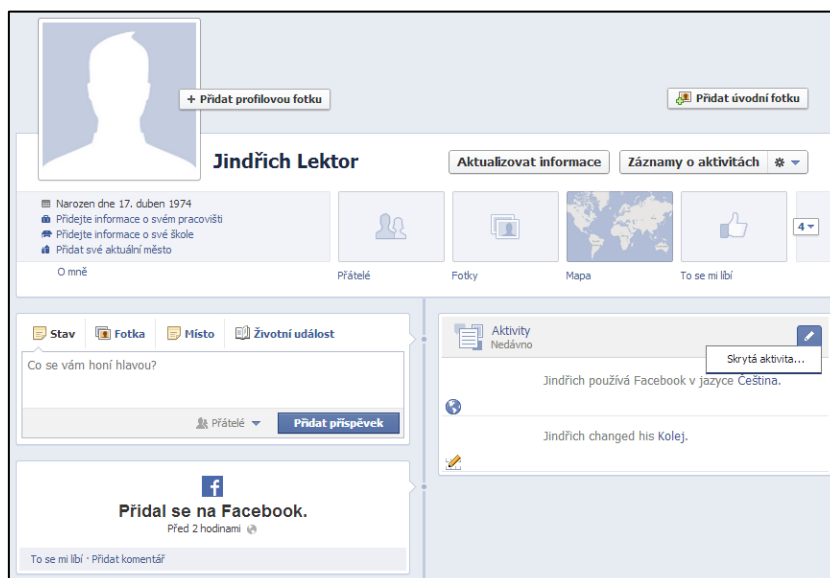 + Přidat profilovou fotku
Přidat úvodní fotku
Jindřich Lektor
Aktualizovat informace
Záznamy o aktivitách
Narozen dne 17. duben 1974
Přidejte informace o svém pracovišti
Přidejte informace o své škole
Přidat své aktuální město
O mně
Přátelé
Fotky
Mapa
To se mi líbí
4
Stav Fotka Místo Životní událost
Co se vám honí hlavou?
Přátelé
Přidat příspěvek
f
Přidal se na Facebook.
Před 2 hodinami
To se mi líbí · Přidat komentář
Aktivity
Nedávno
Skrytá aktivita...
Jindřich používá Facebook v jazyce Čeština.
Jindřich changed his Kolej.